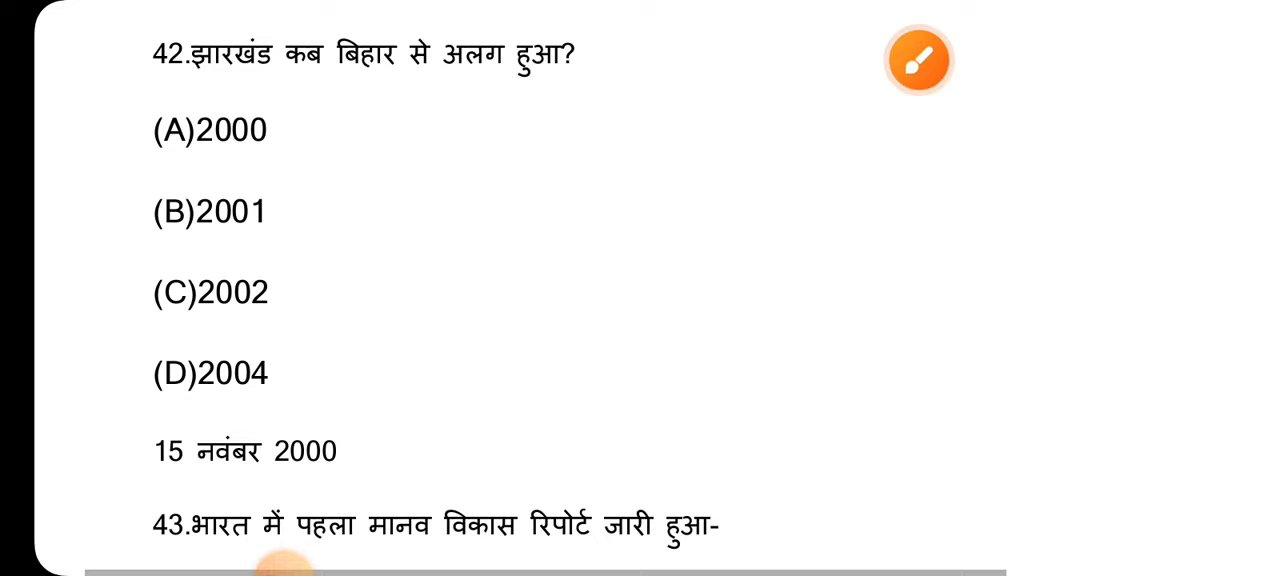 42.झारखंड कब बिहार से अलग हुआ?
(A)2000
(B)2001
(C)2002
(D)2004
15 नवंबर 2000
43.भारत में पहला मानव विकास रिपोर्ट जारी हुआ-